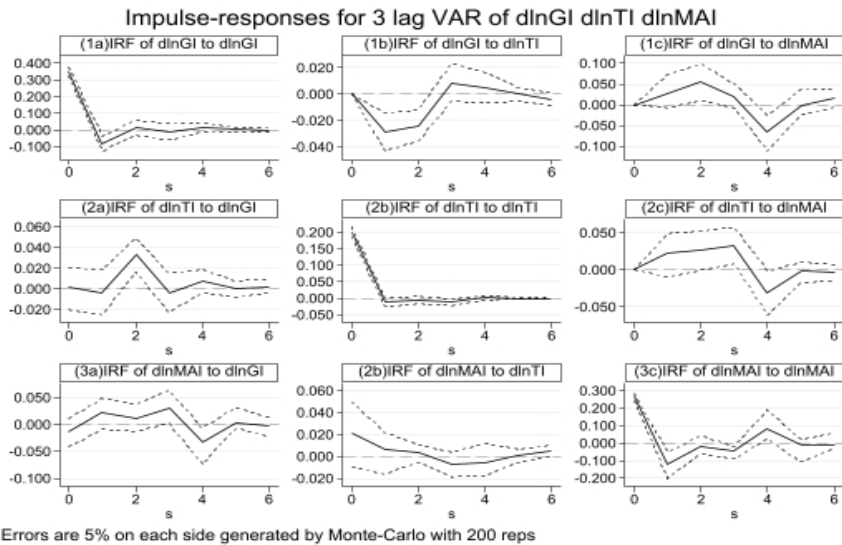 Impulse-responses for 3 lag VAR of dlnGI dlnTI dlnMAI
(1a)IRF of dlnGI to dlnGI
0.400
0.300
0.200
0.100
0.000
-0.100
0 2 4 6
s
(1b)IRF of dlnGI to dlnTI
0.020
0.000
-0.020
-0.040
0 2 4 6
s
(1c)IRF of dlnGI to dlnMAI
0.100
0.050
0.000
-0.050
-0.100
0 2 4 6
s
(2a)IRF of dlnTI to dlnGI
0.060
0.040
0.020
0.000
-0.020
0 2 4 6
s
(2b)IRF of dlnTI to dlnTI
0.200
0.150
0.100
0.050
0.000
-0.050
0 2 4 6
s
(2c)IRF of dlnTI to dlnMAI
0.050
0.000
-0.050
0 2 4 6
s
(3a)IRF of dlnMAI to dlnGI
0.050
0.000
-0.050
-0.100
0 2 4 6
s
(2b)IRF of dlnMAI to dlnTI
0.060
0.040
0.020
0.000
-0.020
0 2 4 6
s
(3c)IRF of dlnMAI to dlnMAI
0.300
0.200
0.100
0.000
-0.100
-0.200
0 2 4 6
s
Errors are 5% on each side generated by Monte-Carlo with 200 reps